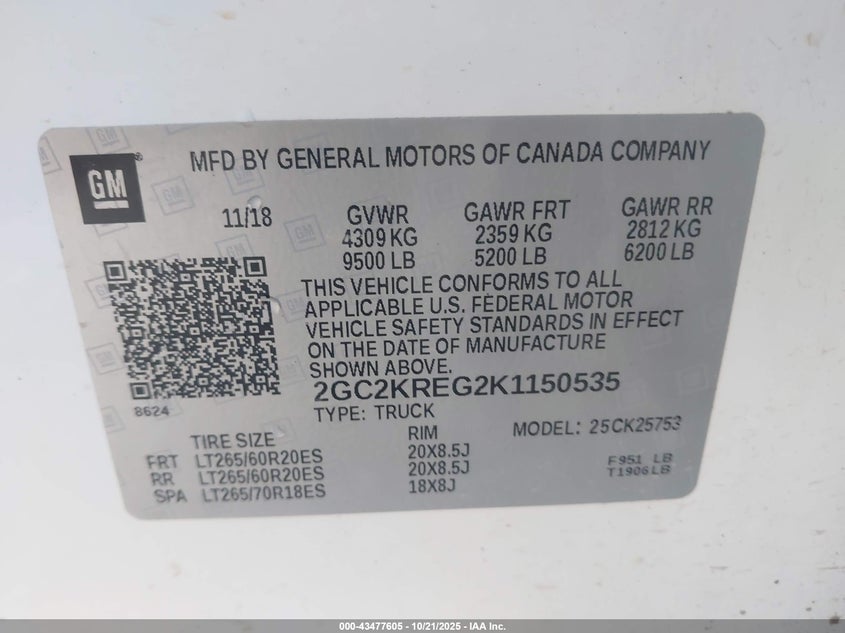 GM
MFD BY GENERAL MOTORS OF CANADA COMPANY
11/18 GVWR GAWR FRT GAWR RR
4309 KG 2359 KG 2812 KG
9500 LB 5200 LB 6200 LB
THIS VEHICLE CONFORMS TO ALL
APPLICABLE U.S. FEDERAL MOTOR
VEHICLE SAFETY STANDARDS IN EFFECT
ON THE DATE OF MANUFACTURE
SHOWN ABOVE.
2GC2KREG2K1150535
8624
TYPE: TRUCK MODEL: 25CK25753
TIRE SIZE RIM
FRT LT265/60R20ES 20X8.5J
RR LT265/60R20ES 20X8.5J
SPA LT265/70R18ES 18X8J
F951 LB
T1906LB
000-43477605 - 10/21/2025 - IAA Inc.